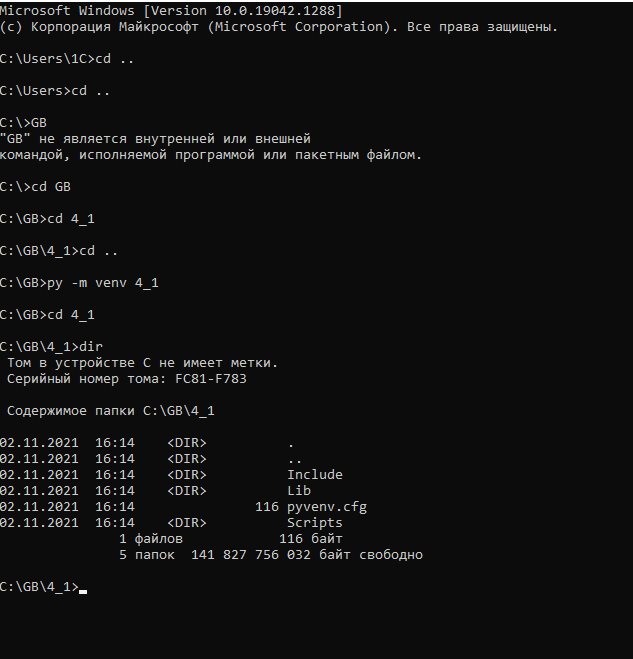 Microsoft Windows [Version 10.0.19042.1288]
(c) Корпорация Майкрософт (Microsoft Corporation). Все права защищены.
C:\Users\1C>cd ..
C:\Users>cd ..
C:\>GB
"GB" не является внутренней или внешней
командой, исполняемой программой или пакетным файлом.
C:\>cd GB
C:\GB>cd 4_1
C:\GB\4_1>cd ..
C:\GB>py -m venv 4_1
C:\GB>cd 4_1
C:\GB\4_1>dir
Том в устройстве C не имеет метки.
Серийный номер тома: FC81-F783
Содержимое папки C:\GB\4_1
02.11.2021  16:14    <DIR>          .
02.11.2021  16:14    <DIR>          ..
02.11.2021  16:14    <DIR>          Include
02.11.2021  16:14    <DIR>          Lib
02.11.2021  16:14               116 pyvenv.cfg
02.11.2021  16:14    <DIR>          Scripts
1 файлов            116 байт
5 папок  141 827 756 032 байт свободно
C:\GB\4_1>